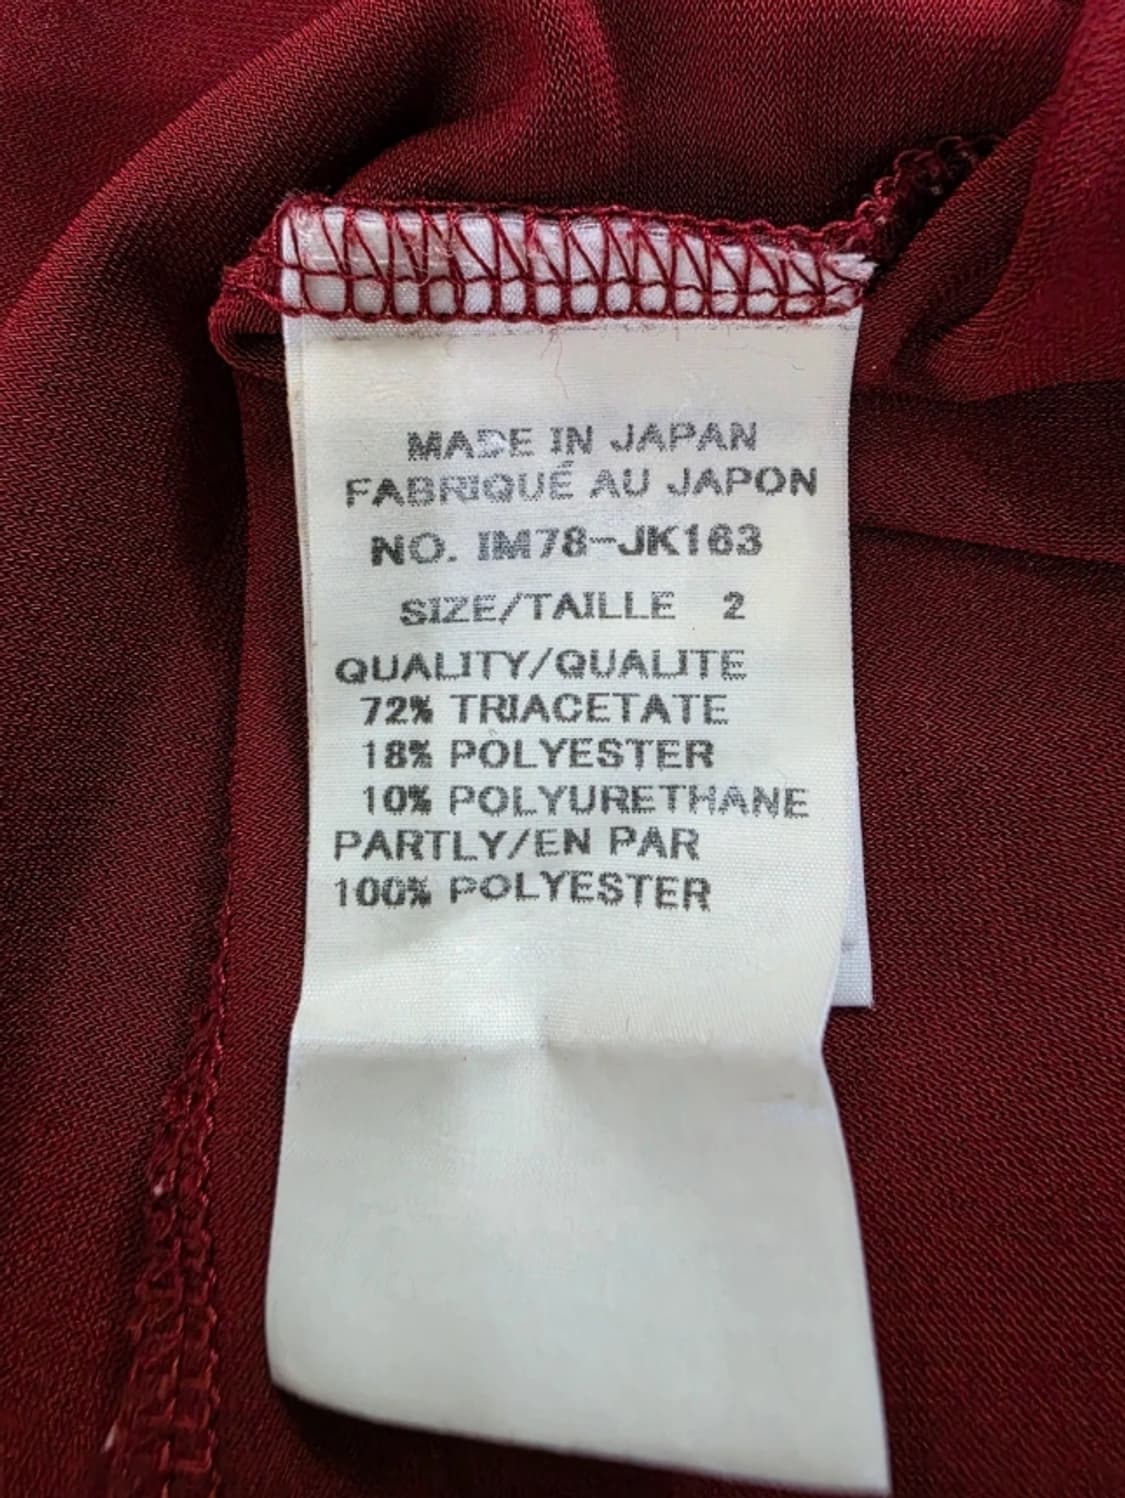 MADE IN JAPAN
FABRIQUÉ AU JAPON
NO. IM78-JK163
SIZE/TAILLE 2
QUALITY/QUALITE
72% TRIACETATE
18% POLYESTER
10% POLYURETHANE
PARTLY/EN PAR
100% POLYESTER